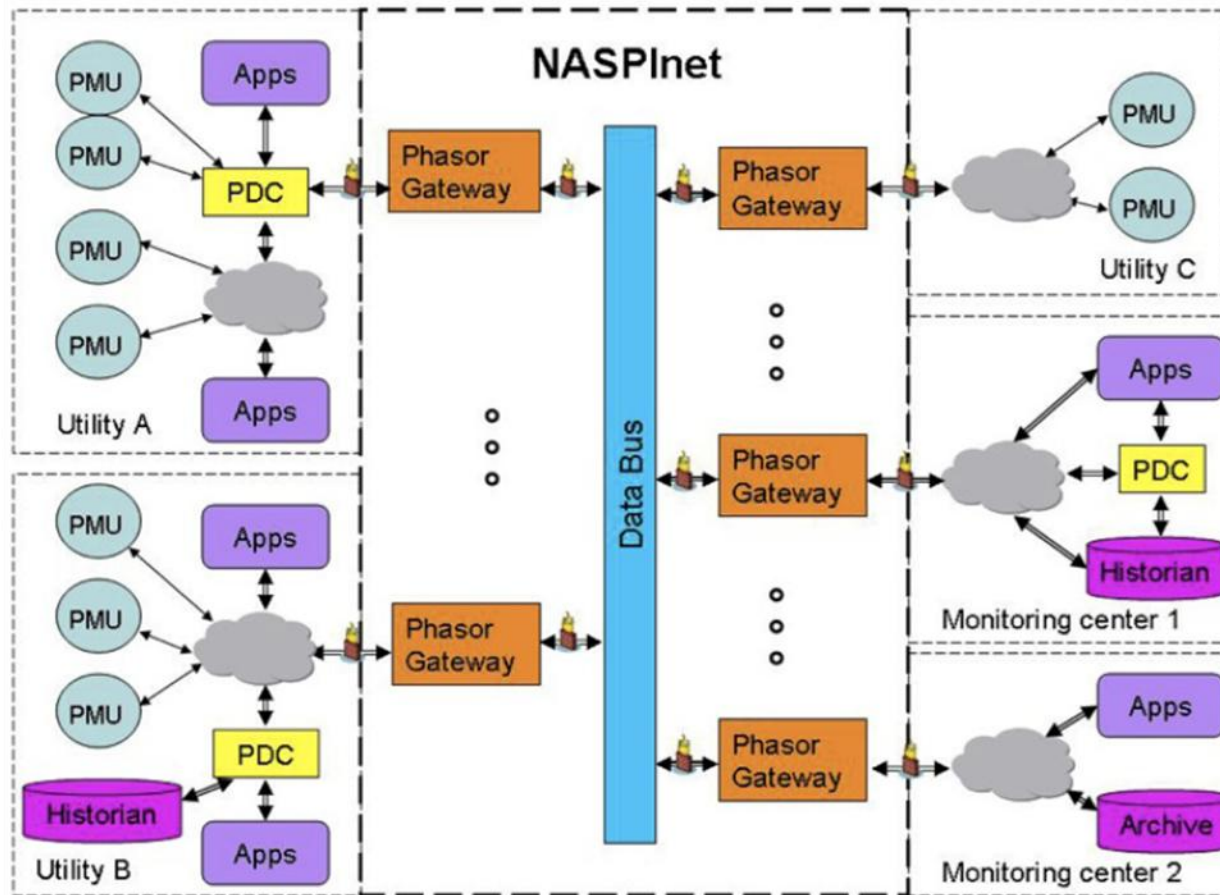 NASPInet
PMU
PMU
PMU
PMU
Apps
PDC
Apps
Utility A
PMU
PMU
PMU
Apps
PDC
Historian
Apps
Utility B
Phasor
Gateway
Phasor
Gateway
Data Bus
Phasor
Gateway
Phasor
Gateway
Phasor
Gateway
PMU
PMU
Utility C
Apps
PDC
Historian
Monitoring center 1
Apps
Archive
Monitoring center 2